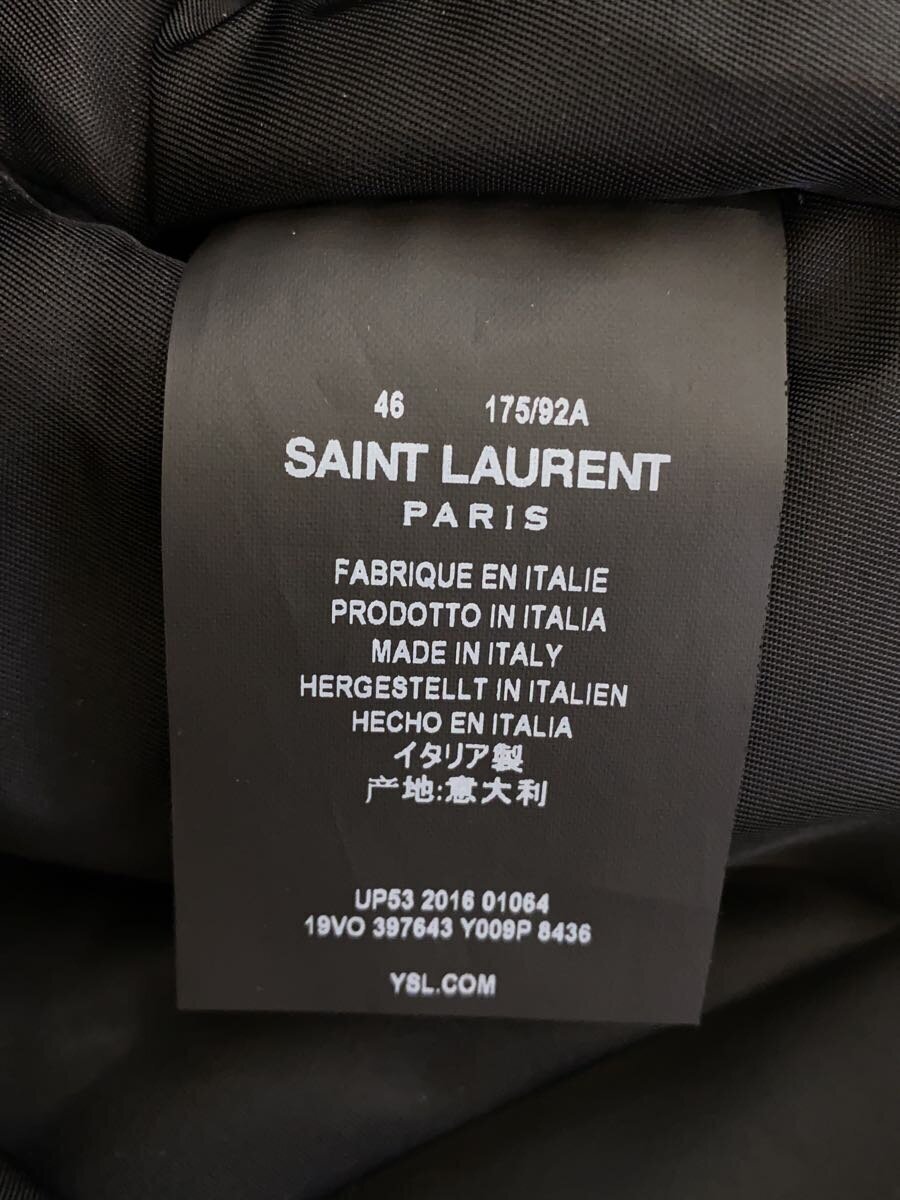 46 175/92A
SAINT LAURENT
PARIS
FABRIQUE EN ITALIE
PRODOTTO IN ITALIA
MADE IN ITALY
HERGESTELLT IN ITALIEN
HECHO EN ITALIA
イタリア製
产地:意大利
UP53 2016 01064
19VO 397643 Y009P 8436
YSL.COM